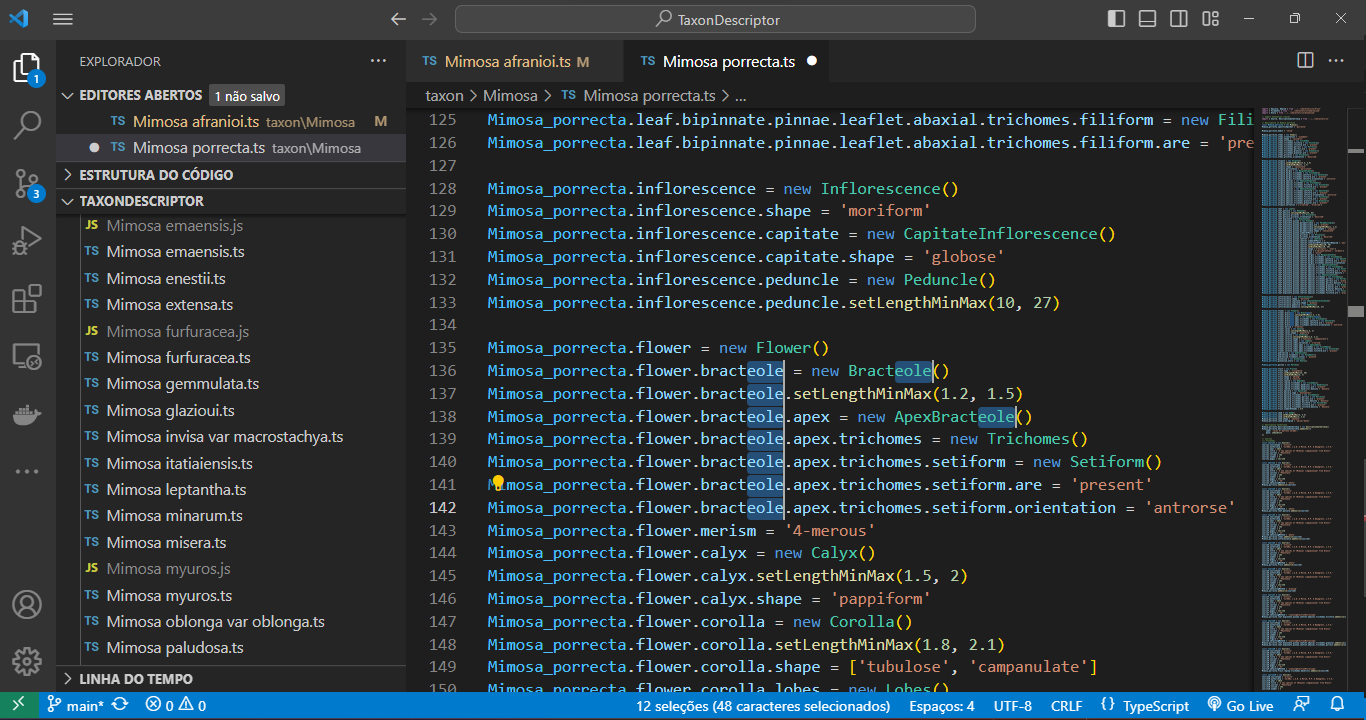 TaxonDescriptor
EXPLORADOR
EDITORES ABERTOS 1 não salvo
TS Mimosa afranioi.ts taxon\Mimosa M
TS Mimosa porrecta.ts taxon\Mimosa
ESTRUTURA DO CÓDIGO
TAXONDESCRIPTOR
JS Mimosa emaensis.js
TS Mimosa emaensis.ts
TS Mimosa enestii.ts
TS Mimosa extensa.ts
JS Mimosa furfuracea.js
TS Mimosa furfuracea.ts
TS Mimosa gemmulata.ts
TS Mimosa glazioui.ts
TS Mimosa invisa var macrostachya.ts
TS Mimosa itatiaiensis.ts
TS Mimosa leptantha.ts
TS Mimosa minarum.ts
TS Mimosa misera.ts
JS Mimosa myuros.js
TS Mimosa myuros.ts
TS Mimosa oblonga var oblonga.ts
TS Mimosa paludosa.ts
LINHA DO TEMPO
1
3
TS Mimosa afranioi.ts M
TS Mimosa porrecta.ts
taxon > Mimosa > TS Mimosa porrecta.ts > ...
125 Mimosa_porrecta.leaf.bipinnate.pinnae.leaflet.abaxial.trichomes.filiform = new Fili
126 Mimosa_porrecta.leaf.bipinnate.pinnae.leaflet.abaxial.trichomes.filiform.are = 'pre
127
128 Mimosa_porrecta.inflorescence = new Inflorescence()
129 Mimosa_porrecta.inflorescence.shape = 'moriform'
130 Mimosa_porrecta.inflorescence.capitate = new CapitateInflorescence()
131 Mimosa_porrecta.inflorescence.capitate.shape = 'globose'
132 Mimosa_porrecta.inflorescence.peduncle = new Peduncle()
133 Mimosa_porrecta.inflorescence.peduncle.setLengthMinMax(10, 27)
134
135 Mimosa_porrecta.flower = new Flower()
136 Mimosa_porrecta.flower.bracteole = new Bracteole()
137 Mimosa_porrecta.flower.bracteole.setLengthMinMax(1.2, 1.5)
138 Mimosa_porrecta.flower.bracteole.apex = new ApexBracteole()
139 Mimosa_porrecta.flower.bracteole.apex.trichomes = new Trichomes()
140 Mimosa_porrecta.flower.bracteole.apex.trichomes.setiform = new Setiform()
141 Mimosa_porrecta.flower.bracteole.apex.trichomes.setiform.are = 'present'
142 Mimosa_porrecta.flower.bracteole.apex.trichomes.setiform.orientation = 'antrorse'
143 Mimosa_porrecta.flower.merism = '4-merous'
144 Mimosa_porrecta.flower.calyx = new Calyx()
145 Mimosa_porrecta.flower.calyx.setLengthMinMax(1.5, 2)
146 Mimosa_porrecta.flower.calyx.shape = 'pappiform'
147 Mimosa_porrecta.flower.corolla = new Corolla()
148 Mimosa_porrecta.flower.corolla.setLengthMinMax(1.8, 2.1)
149 Mimosa_porrecta.flower.corolla.shape = ['tubulose', 'campanulate']
150 Mimosa_porrecta.flower.corolla.lobes = new Lobes()
main* 0 0 12 seleções (48 caracteres selecionados) Espaços: 4 UTF-8 CRLF {} TypeScript Go Live